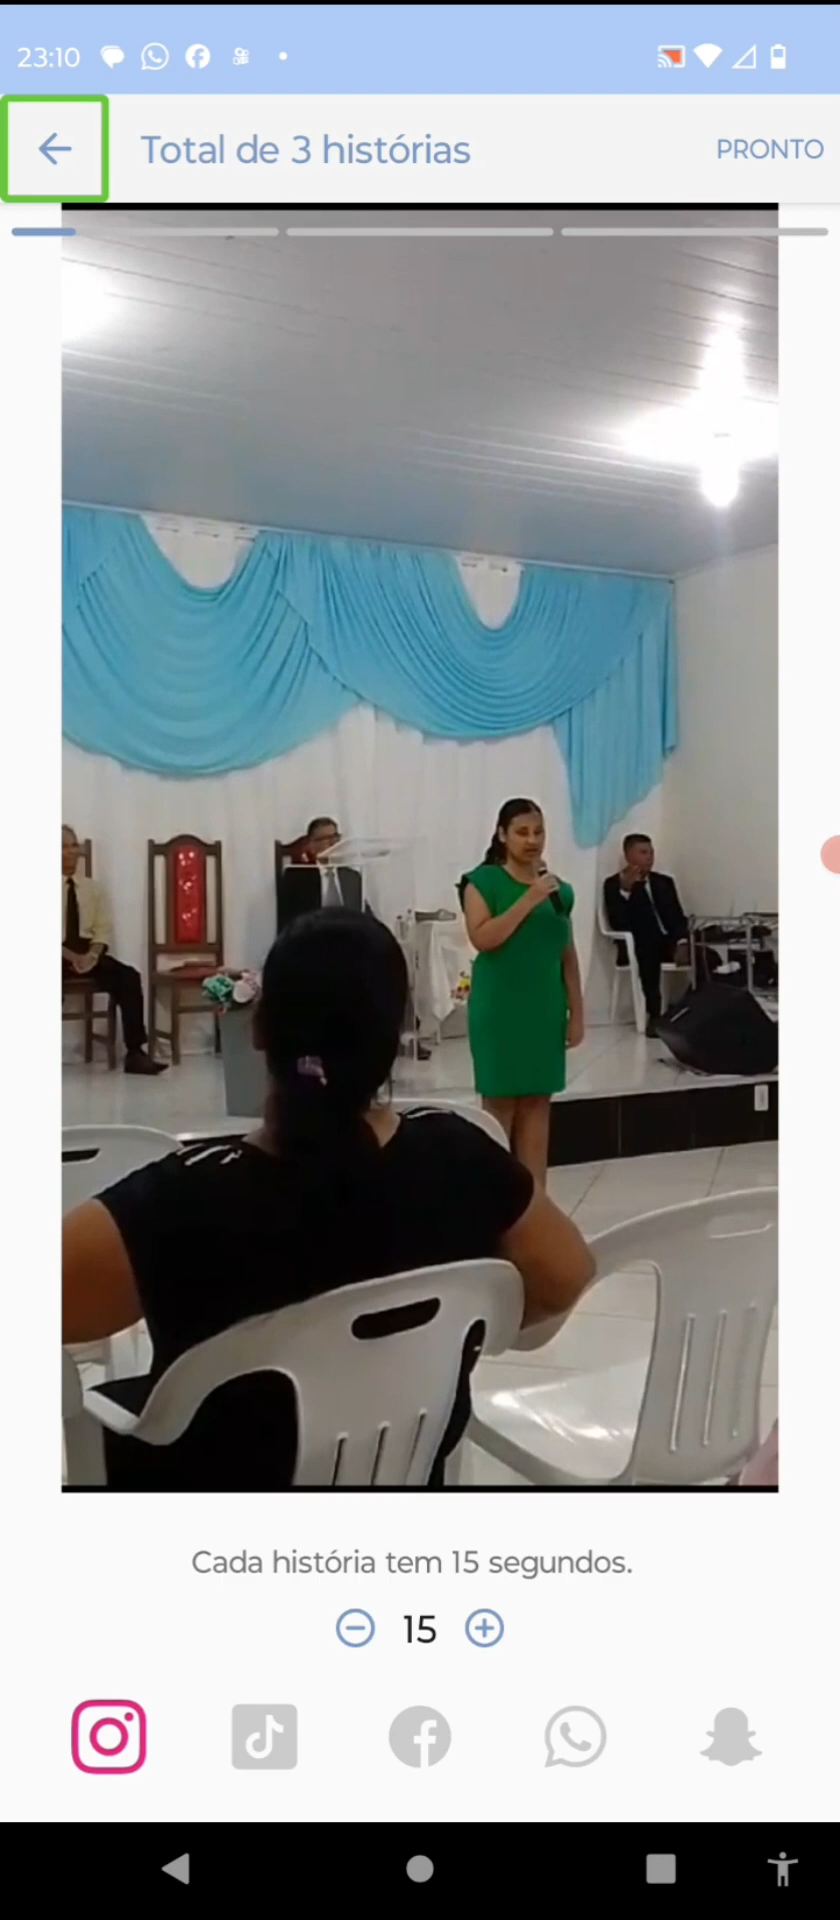 23:10
Total de 3 histórias
PRONTO
Cada história tem 15 segundos.
15